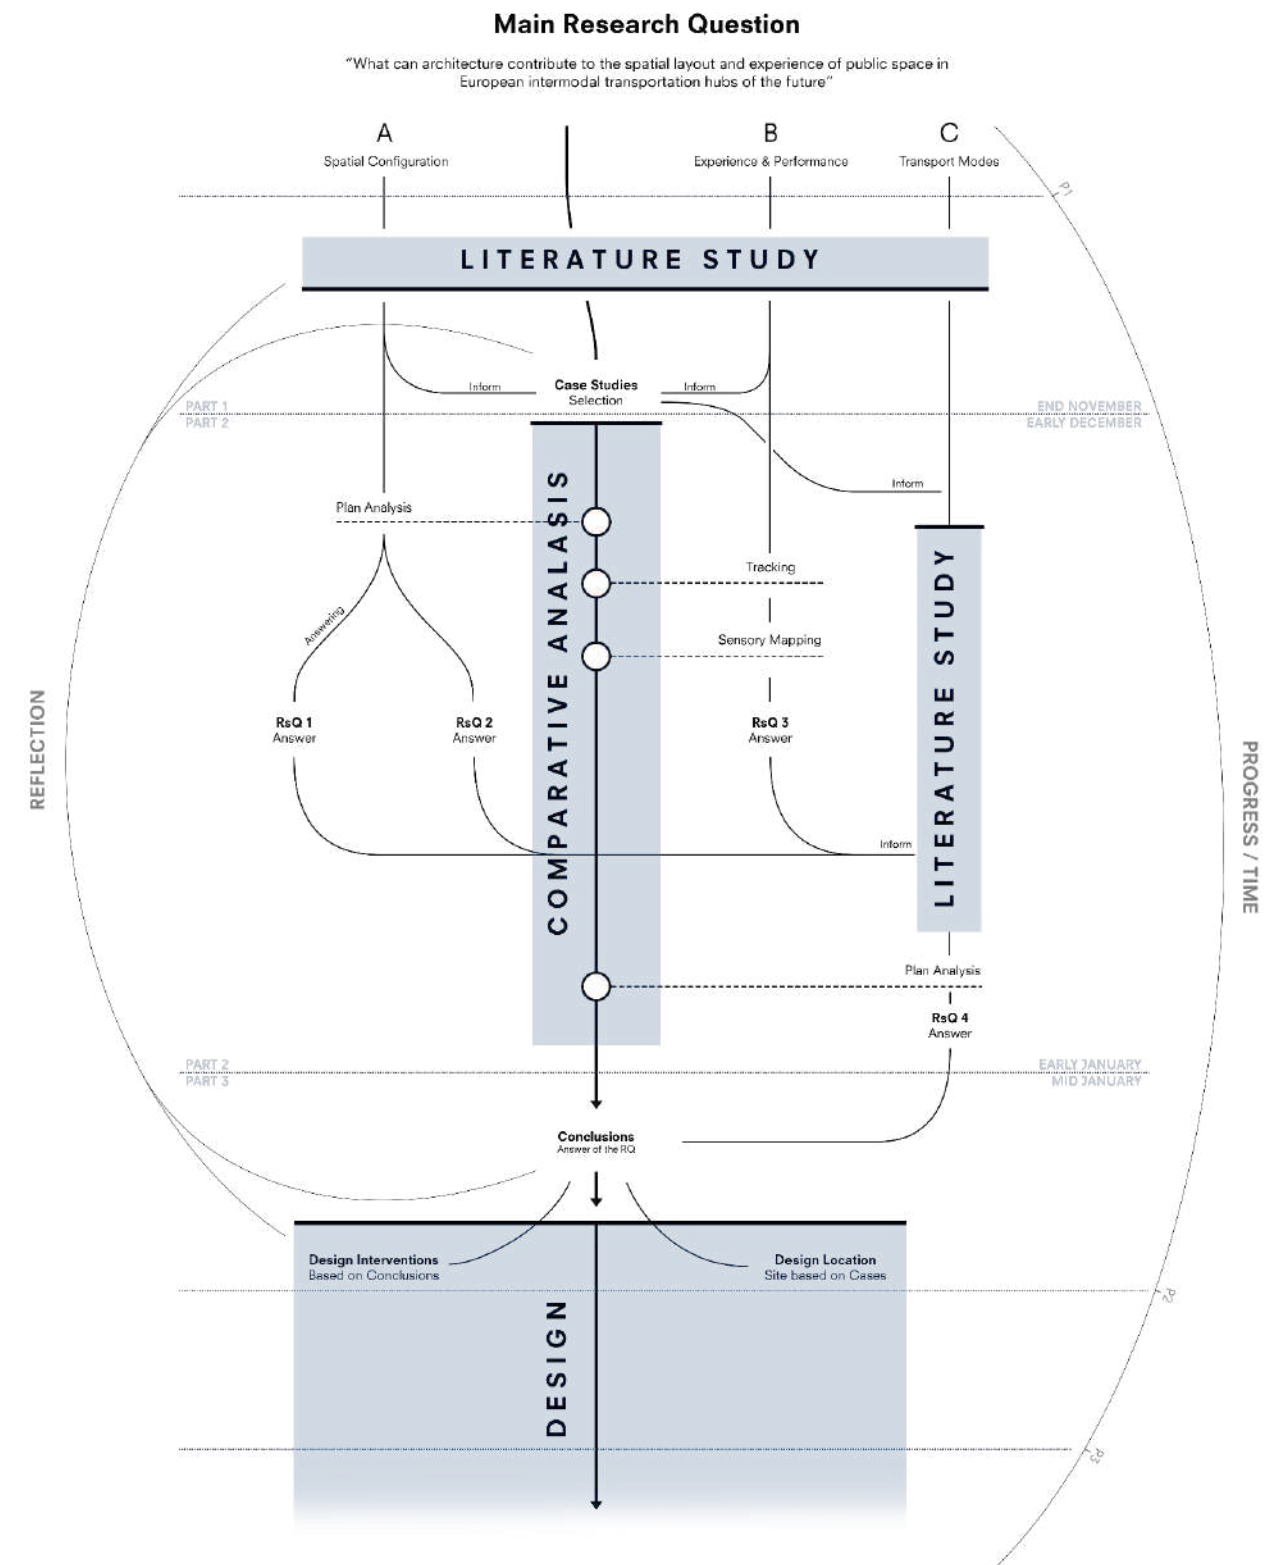 Main Research Question
“What can architecture contribute to the spatial layout and experience of public space in
European intermodal transportation hubs of the future”
A
B
C
Spatial Configuration
Experience & Performance
Transport Modes
P1
LITERATURE STUDY
Case Studies
Selection
Inform
Inform
PART 1
END NOVEMBER
PART 2
EARLY DECEMBER
Inform
Plan Analysis
COMPARATIVE ANALASIS
Tracking
LITERATURE STUDY
Answering
Sensory Mapping
REFLECTION
PROGRESS / TIME
RsQ 1
Answer
RsQ 2
Answer
RsQ 3
Answer
Inform
Plan Analysis
RsQ 4
Answer
PART 2
EARLY JANUARY
PART 3
MID JANUARY
Conclusions
Answer of the RQ
Design Interventions
Based on Conclusions
Design Location
Site based on Cases
P2
DESIGN
P3